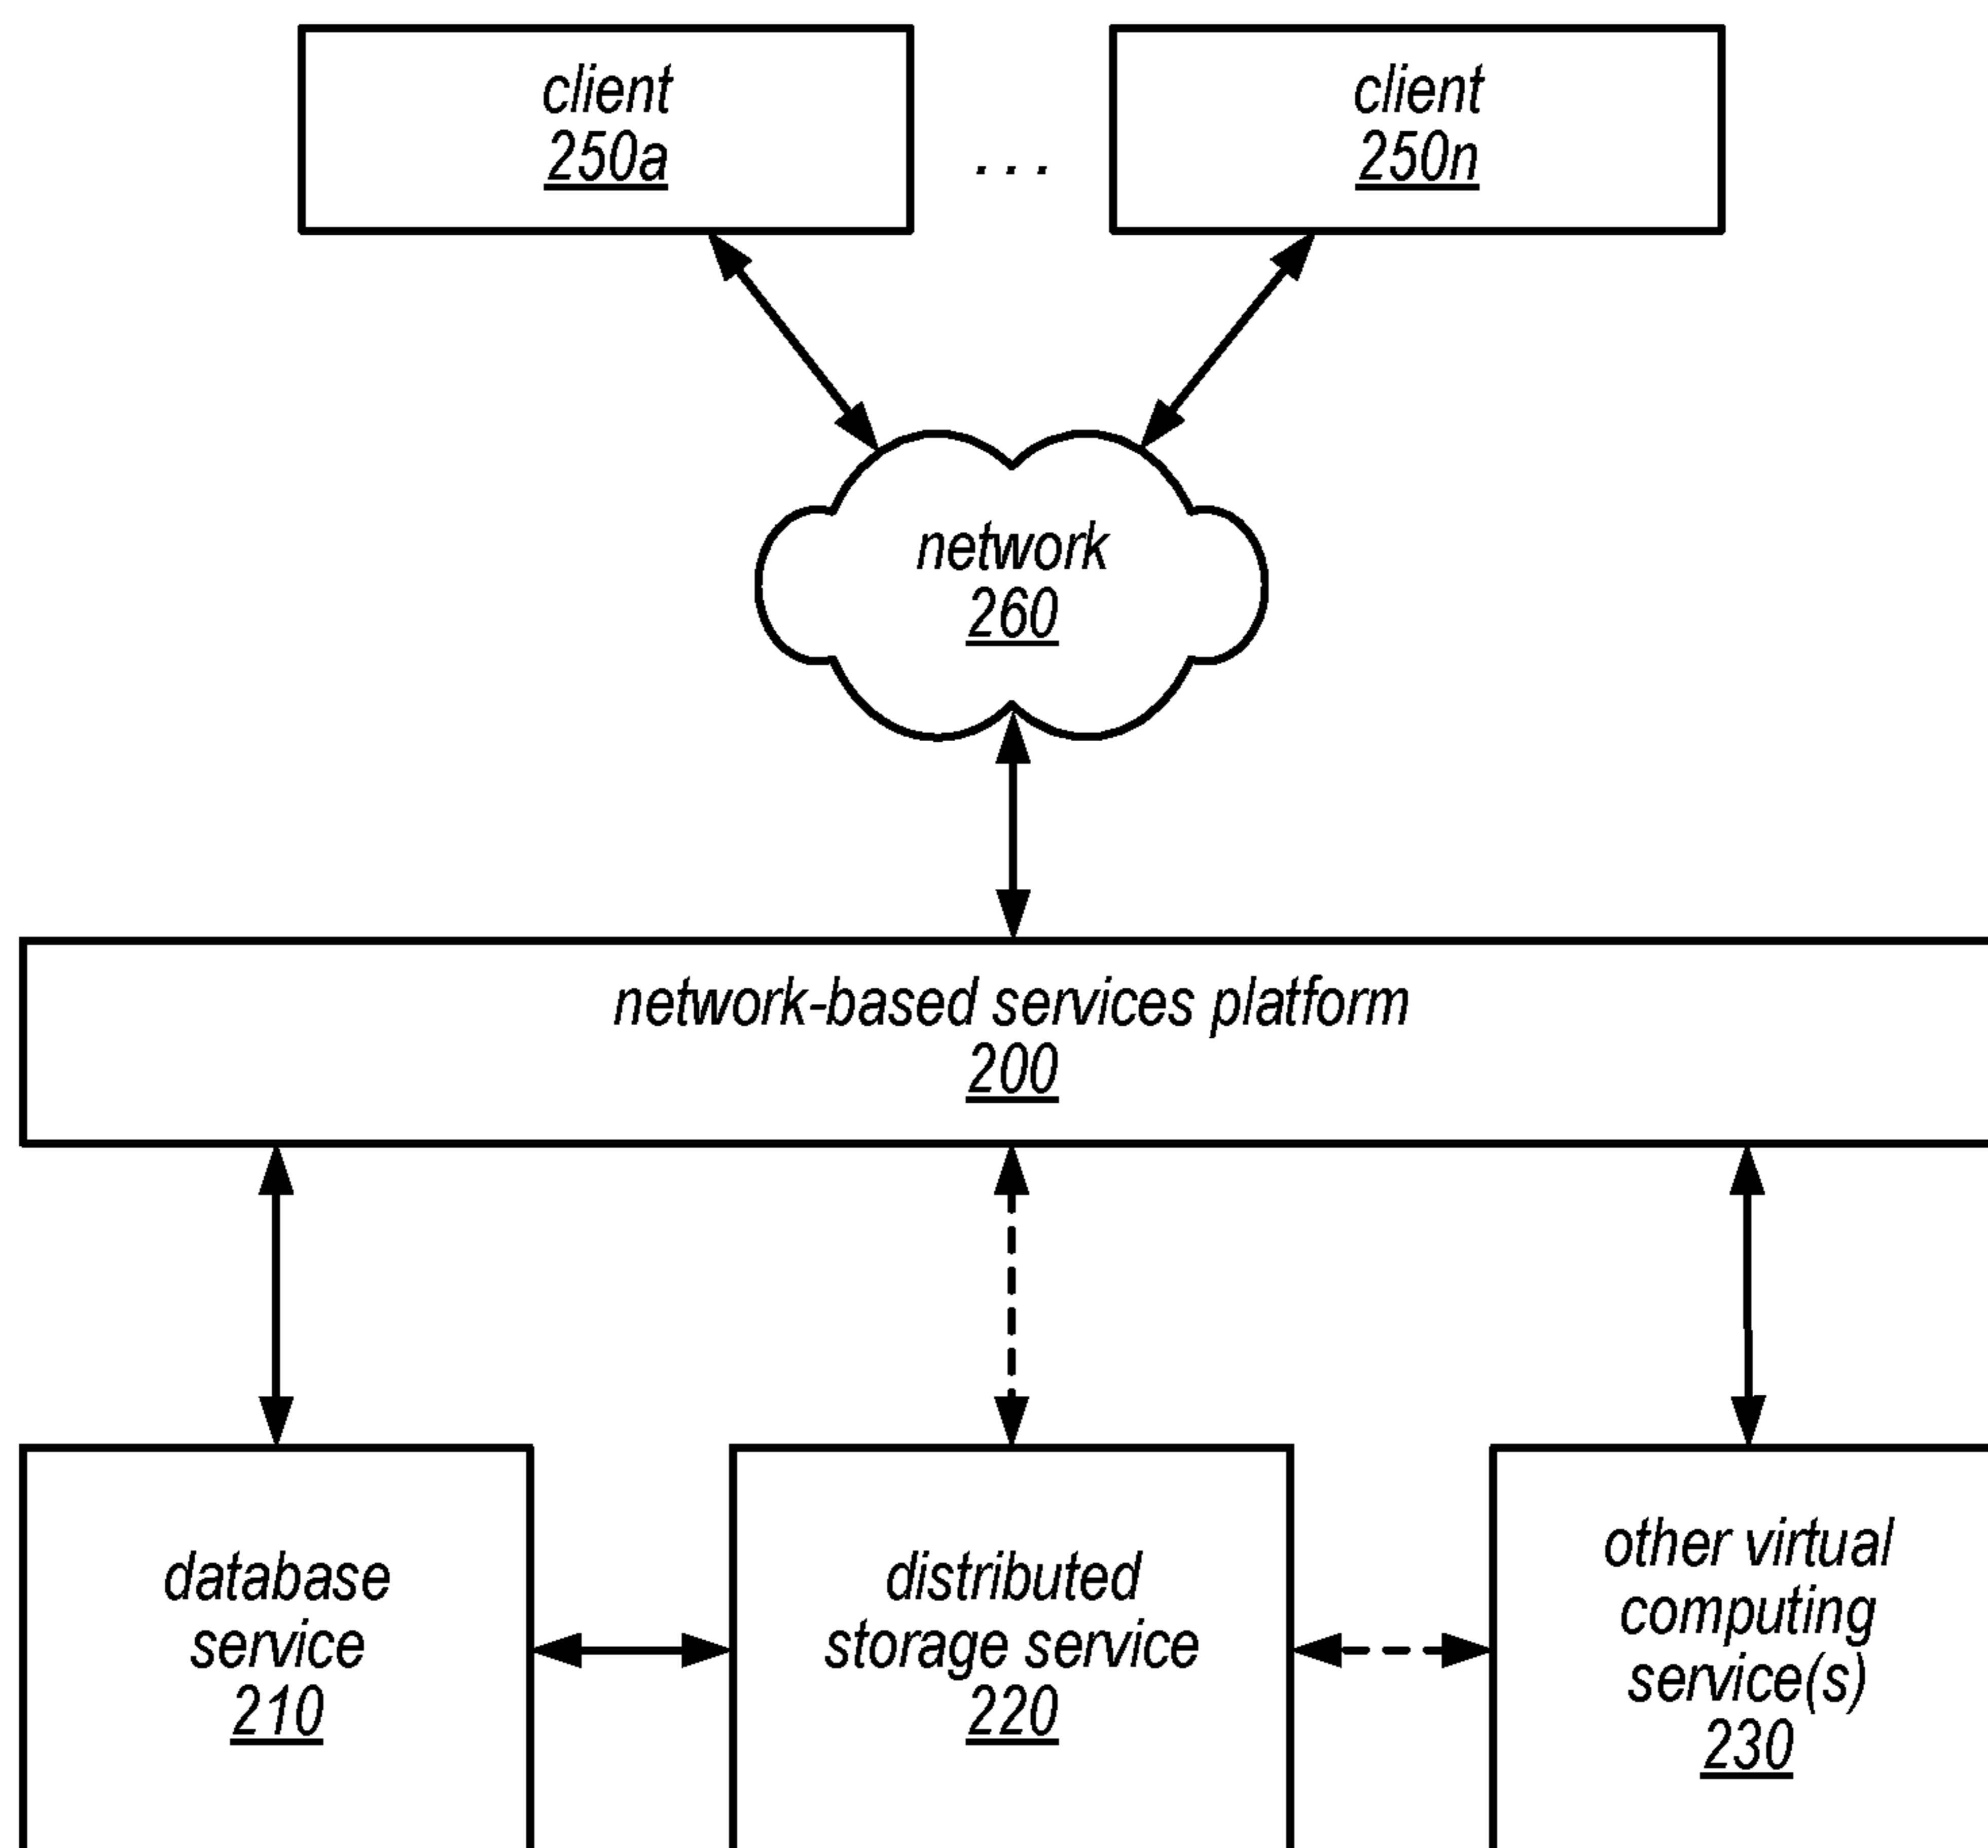 client
250a
. . .
client
250n
network
260
network-based services platform
200
database
service
210
distributed
storage service
220
other virtual
computing
service(s)
230